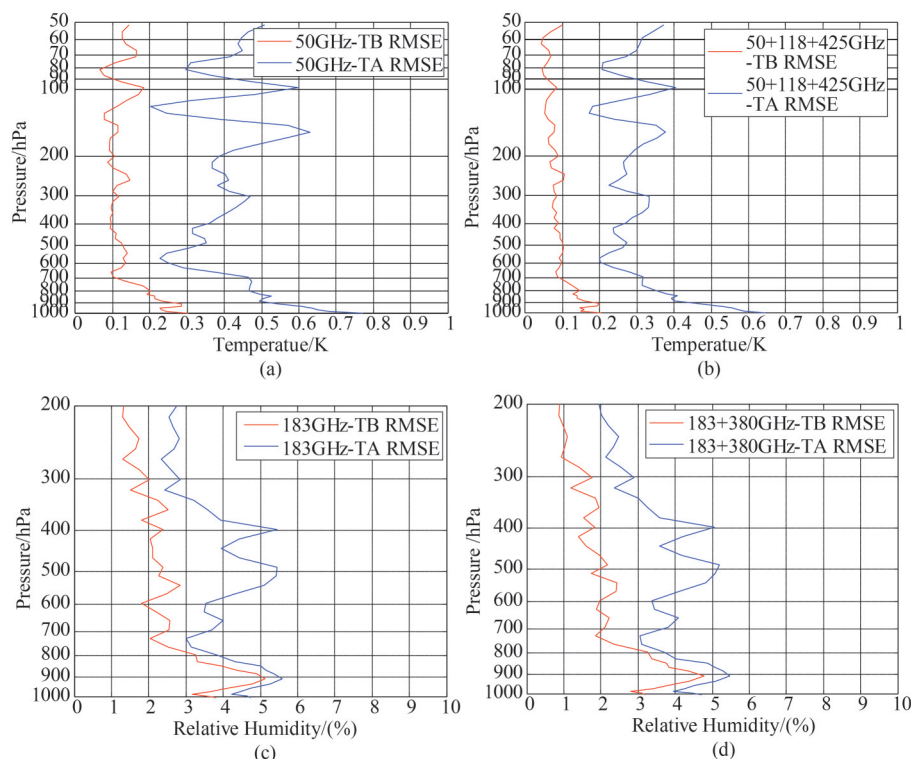 50
60
70
80
90
100
200
300
400
500
700
800
900
1000
Pressure/hPa
50GHz-TB RMSE
50GHz-TA RMSE
0 0.1 0.2 0.3 0.4 0.5 0.6 0.7 0.8 0.9 1
Temperatue/K
(a)
50
60
70
80
90
100
200
300
400
500
700
800
900
1000
Pressure/hPa
50+118+425GHz
-TB RMSE
50+118+425GHz
-TA RMSE
0 0.1 0.2 0.3 0.4 0.5 0.6 0.7 0.8 0.9 1
Temperatue/K
(b)
200
300
400
500
600
700
800
900
1000
Pressure/hPa
183GHz-TB RMSE
183GHz-TA RMSE
0 1 2 3 4 5 6 7 8 9 10
Relative Humidity/(%)
(c)
200
300
400
500
600
700
800
900
1000
Pressure /hPa
183+380GHz-TB RMSE
183+380GHz-TA RMSE
0 1 2 3 4 5 6 7 8 9 10
Relative Humidity/(%)
(d)